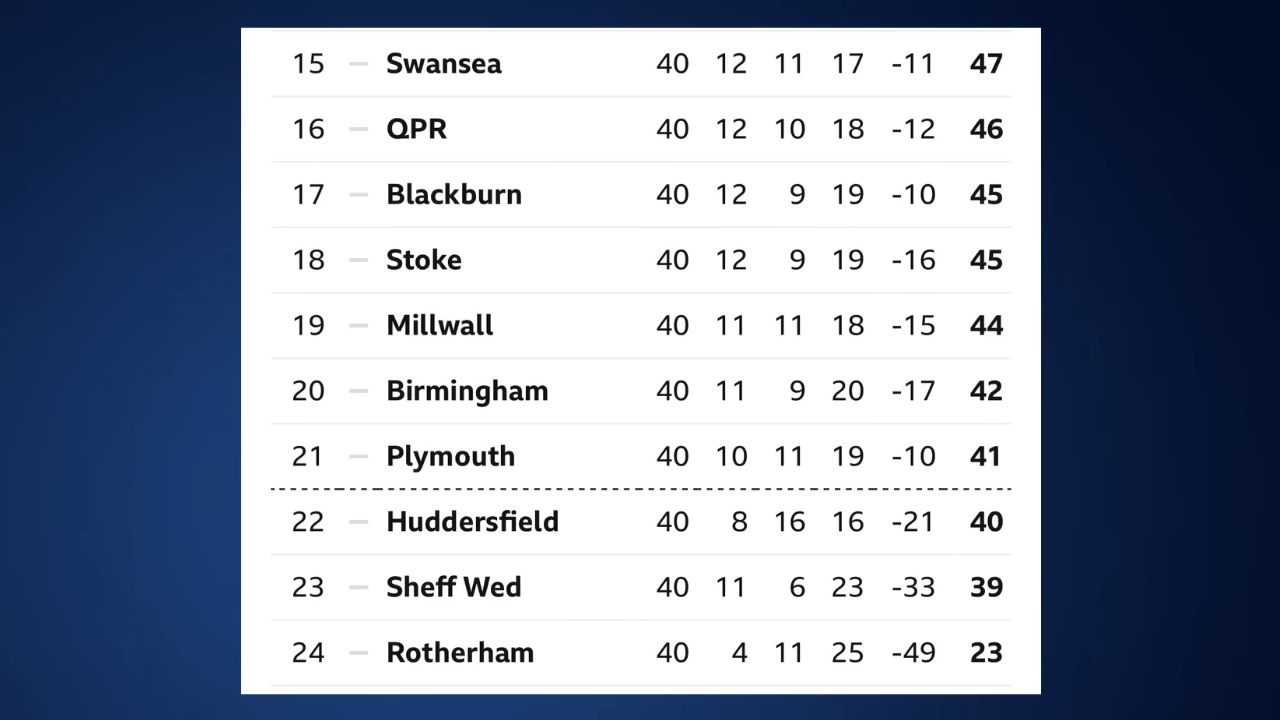 15 – Swansea 40 12 11 17 -11 47
16 – QPR 40 12 10 18 -12 46
17 – Blackburn 40 12 9 19 -10 45
18 – Stoke 40 12 9 19 -16 45
19 – Millwall 40 11 11 18 -15 44
20 – Birmingham 40 11 9 20 -17 42
21 – Plymouth 40 10 11 19 -10 41
22 – Huddersfield 40 8 16 16 -21 40
23 – Sheff Wed 40 11 6 23 -33 39
24 – Rotherham 40 4 11 25 -49 23